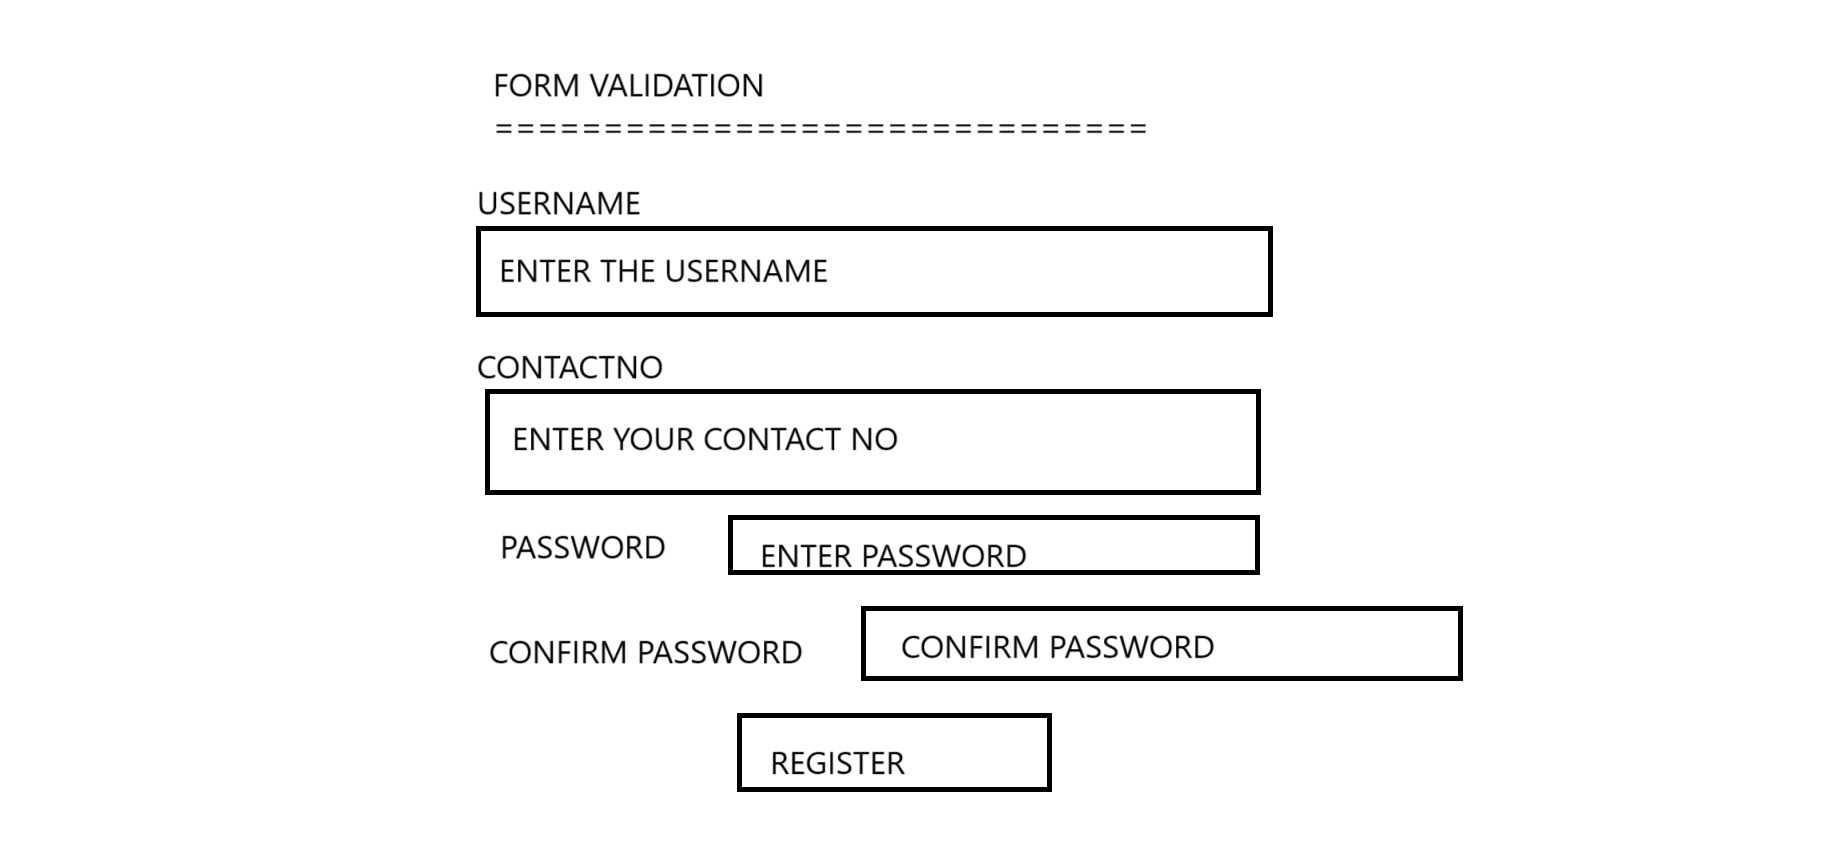 FORM VALIDATION
==============================
USERNAME
ENTER THE USERNAME
CONTACTNO
ENTER YOUR CONTACT NO
PASSWORD
ENTER PASSWORD
CONFIRM PASSWORD
CONFIRM PASSWORD
REGISTER